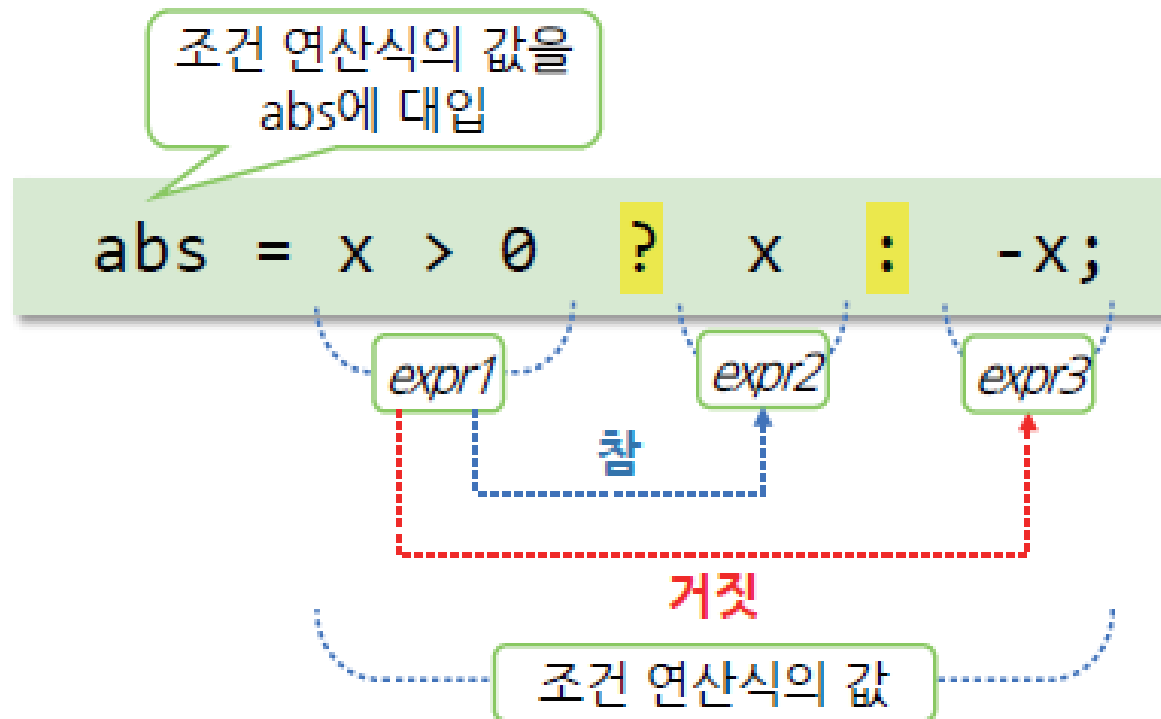 조건 연산식의 값을
abs에 대입
abs = x > 0 ? x : -x;
expr1 expr2 expr3
참
거짓
조건 연산식의 값